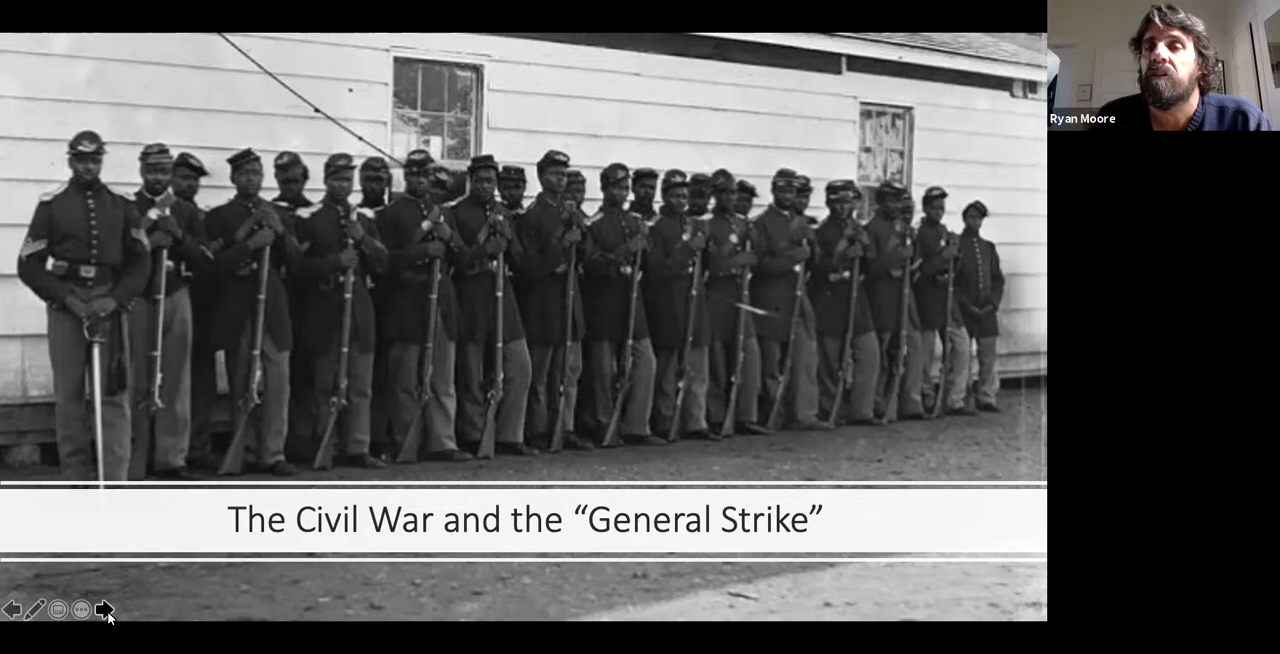 Ryan Moore
The Civil War and the “General Strike”